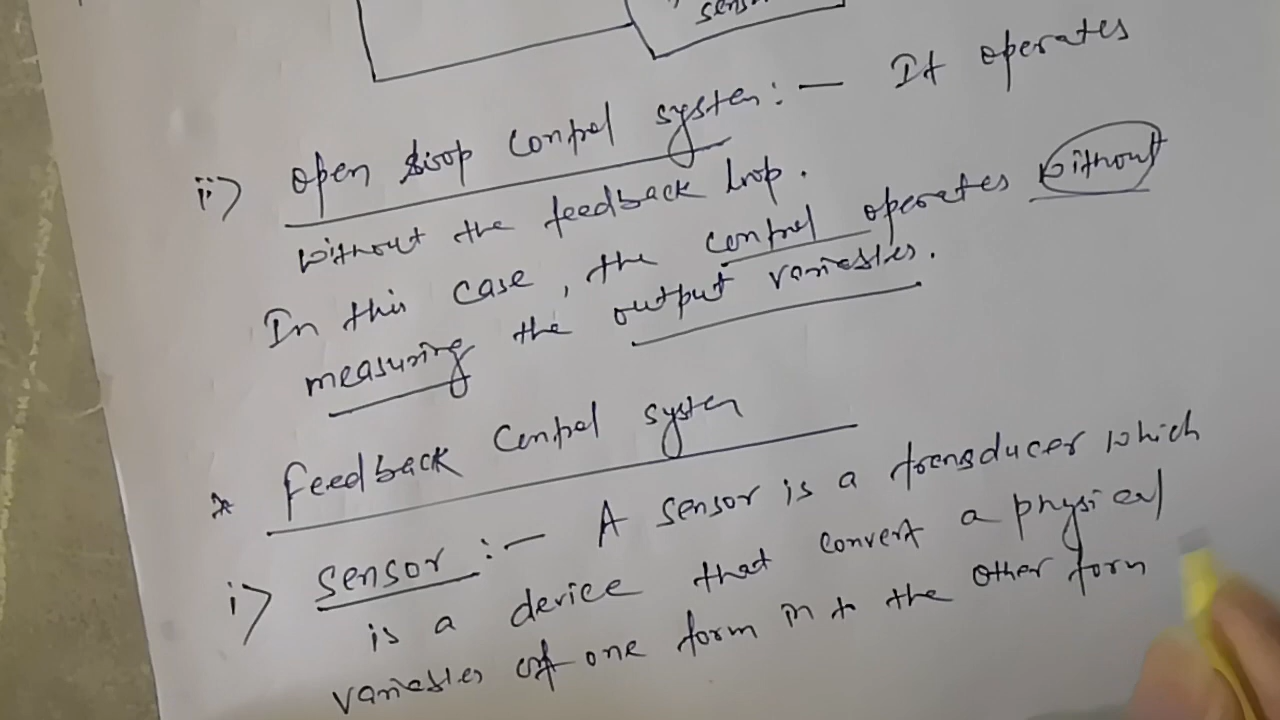 sens
ii) open loop control system :- It operates
without the feedback loop.
In this case, the control operates without
measuring the output variables.
* Feedback Control system
i) Sensor :- A sensor is a transducer which
is a device that convert a physical
variables of one form in to the other form